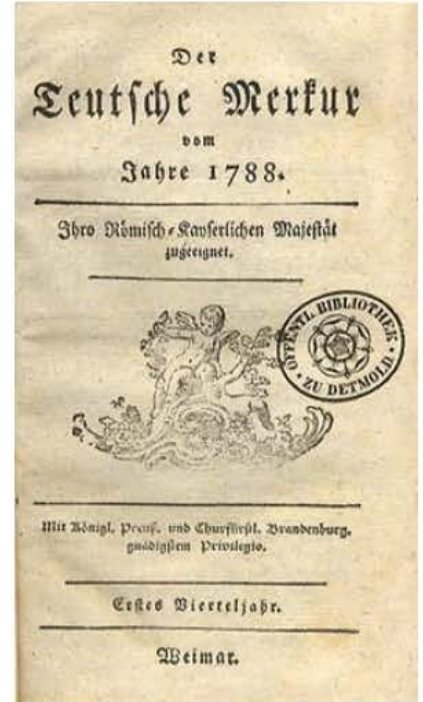 Der
Teutsche Merkur
vom
Jahre 1788.
Ihro Römisch-Kayserlichen Majestät
zugeeignet.
ÖFFENTL. BIBLIOTHEK
· ZU DETMOLD ·
Mit Königl. Preuß. und Churfürstl. Brandenburg.
gnädigstem Privilegio.
Erstes Vierteljahr.
Weimar.